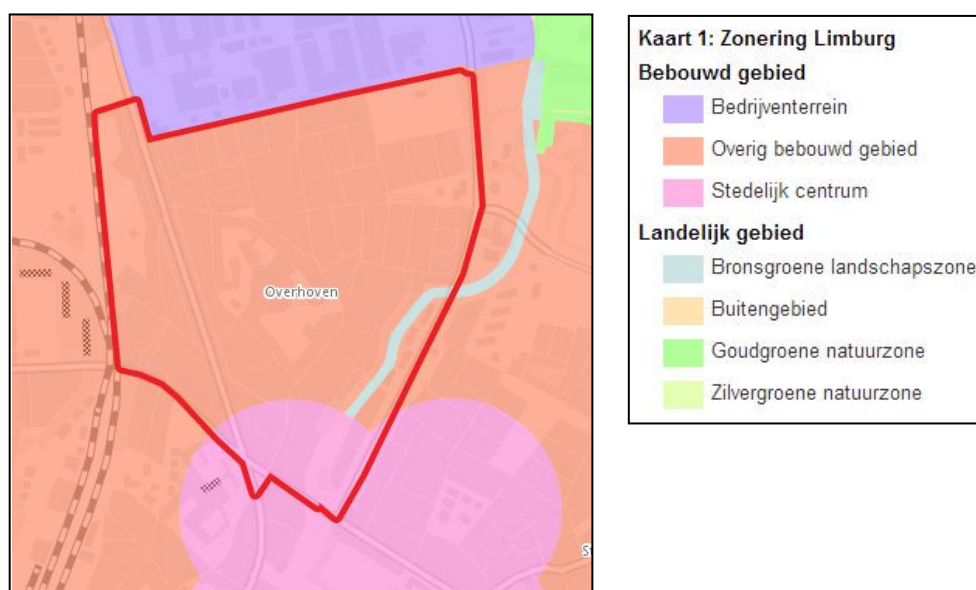 Overhoven
Kaart 1: Zonering Limburg
Bebouwd gebied
Bedrijventerrein
Overig bebouwd gebied
Stedelijk centrum
Landelijk gebied
Bronsgroene landschapszone
Buitengebied
Goudgroene natuurzone
Zilvergroene natuurzone